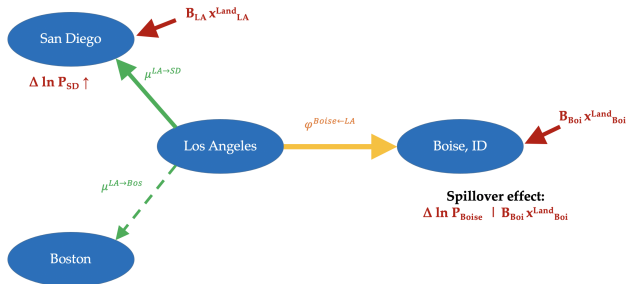 B_LA x^Land_LA
San Diego
Δ ln P_SD ↑
μ^LA→SD
Los Angeles
φ^Boise←LA
B_Boi x^Land_Boi
Boise, ID
μ^LA→Bos
Spillover effect:
Δ ln P_Boise | B_Boi x^Land_Boi
Boston